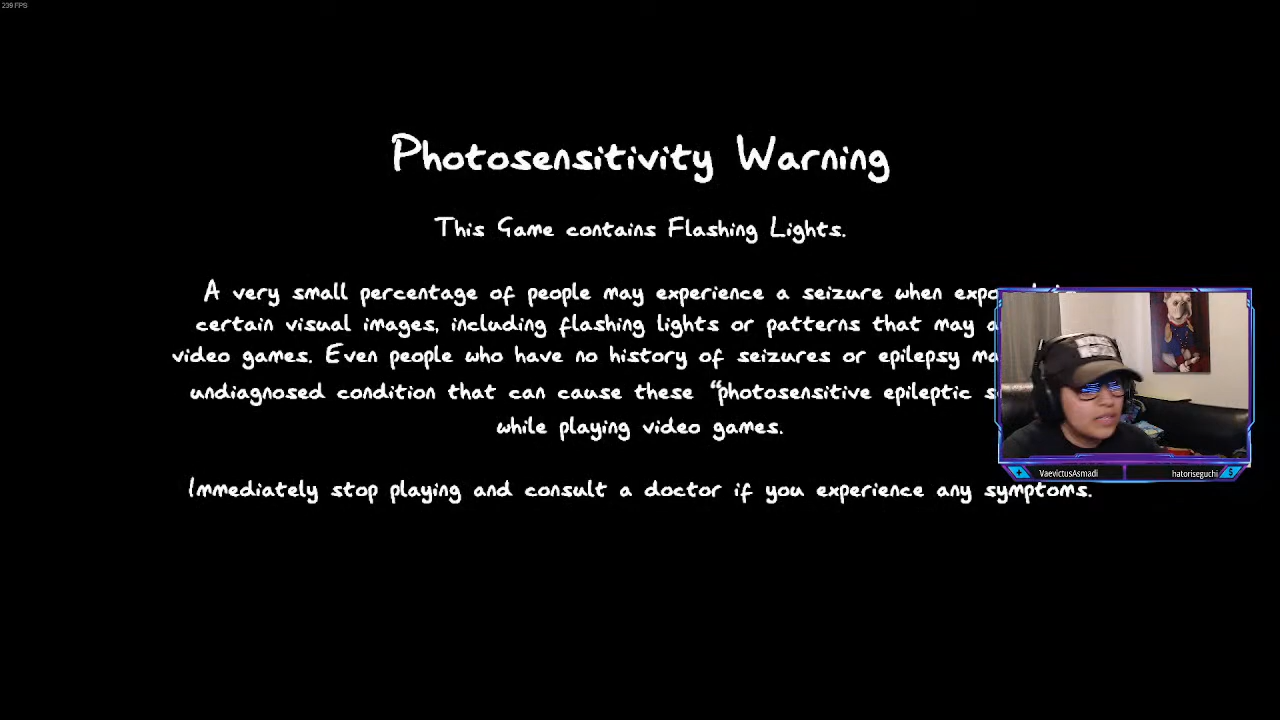 239 FPS
Photosensitivity Warning
This Game contains Flashing Lights.
A very small percentage of people may experience a seizure when
certain visual images, including flashing lights or patterns that may
video games. Even people who have no history of seizures or epilepsy
undiagnosed condition that can cause these “photosensitive epileptic
while playing video games.
Immediately stop playing and consult a doctor if you experience any symptoms.
VaevictusAsmadi
hatoriseguchi